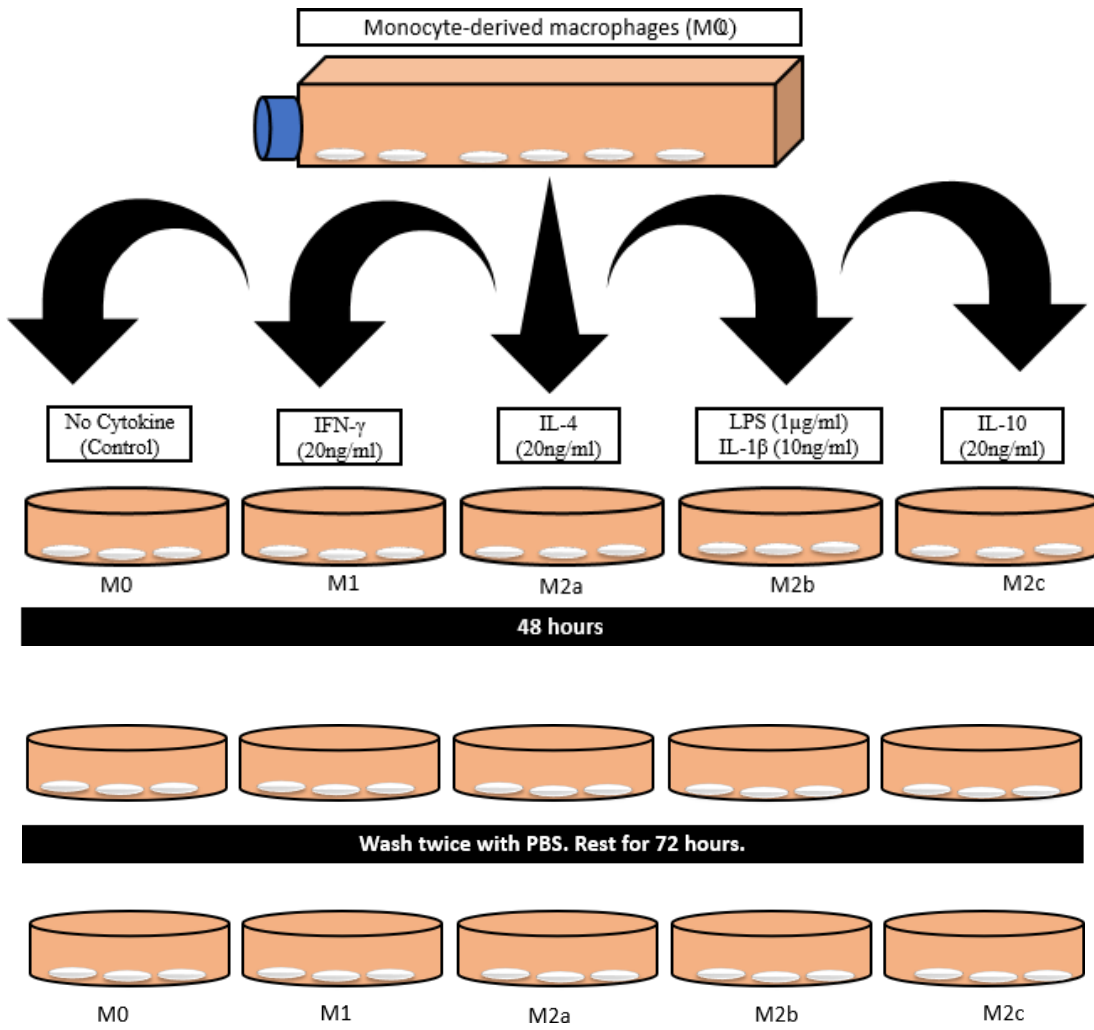 Monocyte-derived macrophages (Mⵕ)
No Cytokine
(Control)
IFN-γ
(20ng/ml)
IL-4
(20ng/ml)
LPS (1µg/ml)
IL-1β (10ng/ml)
IL-10
(20ng/ml)
M0
M1
M2a
M2b
M2c
48 hours
Wash twice with PBS. Rest for 72 hours.
M0
M1
M2a
M2b
M2c